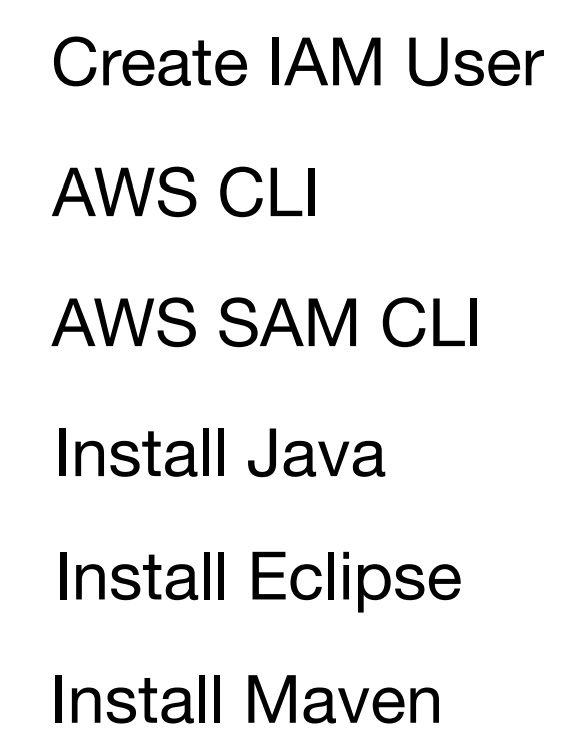 Create IAM User
AWS CLI
AWS SAM CLI
Install Java
Install Eclipse
Install Maven